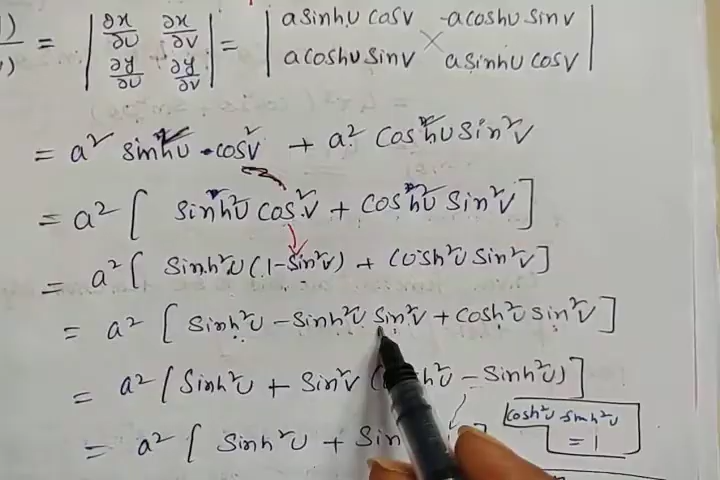 = | ∂x/∂u ∂x/∂v ; ∂y/∂u ∂y/∂v | = | a sinhu cosv -a coshu sinv ; a coshu sinv a sinhu cosv |
= a² sinh²u · cos²v + a² cosh²u sin²v
= a² [ sinh²u cos²v + cosh²u sin²v ]
= a² [ sinh²u (1-sin²v) + cosh²u sin²v ]
= a² [ sinh²u - sinh²u sin²v + cosh²u sin²v ]
= a² [ sinh²u + sin²v ( h²u - sinh²u) ]
= a² [ sinh²u + sin ]
cosh²u sinh²u
= 1